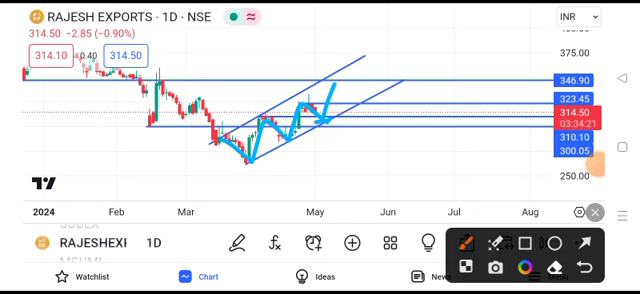 RAJESH EXPORTS · 1D · NSE
INR
314.50 −2.85 (−0.90%)
314.10
0.40
314.50
375.00
346.90
323.45
314.50
03:34:21
310.10
300.05
250.00
2024
Feb
Mar
May
Jun
Jul
Aug
RAJESHEXP
1D
Watchlist
Chart
Ideas
News